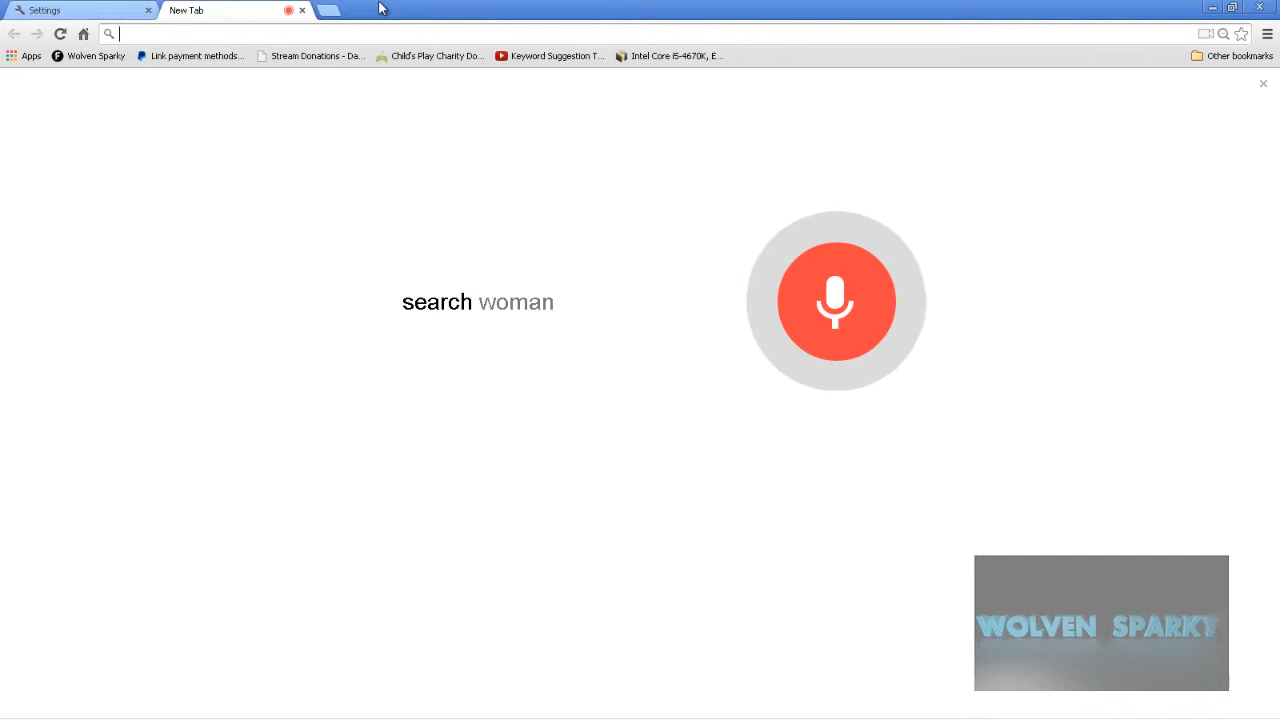 Settings
New Tab
Apps
Wolven Sparky
Link payment methods...
Stream Donations - Da...
Child's Play Charity Do...
Keyword Suggestion T...
Intel Core i5-4670K, E...
Other bookmarks
search woman
WOLVEN SPARKY